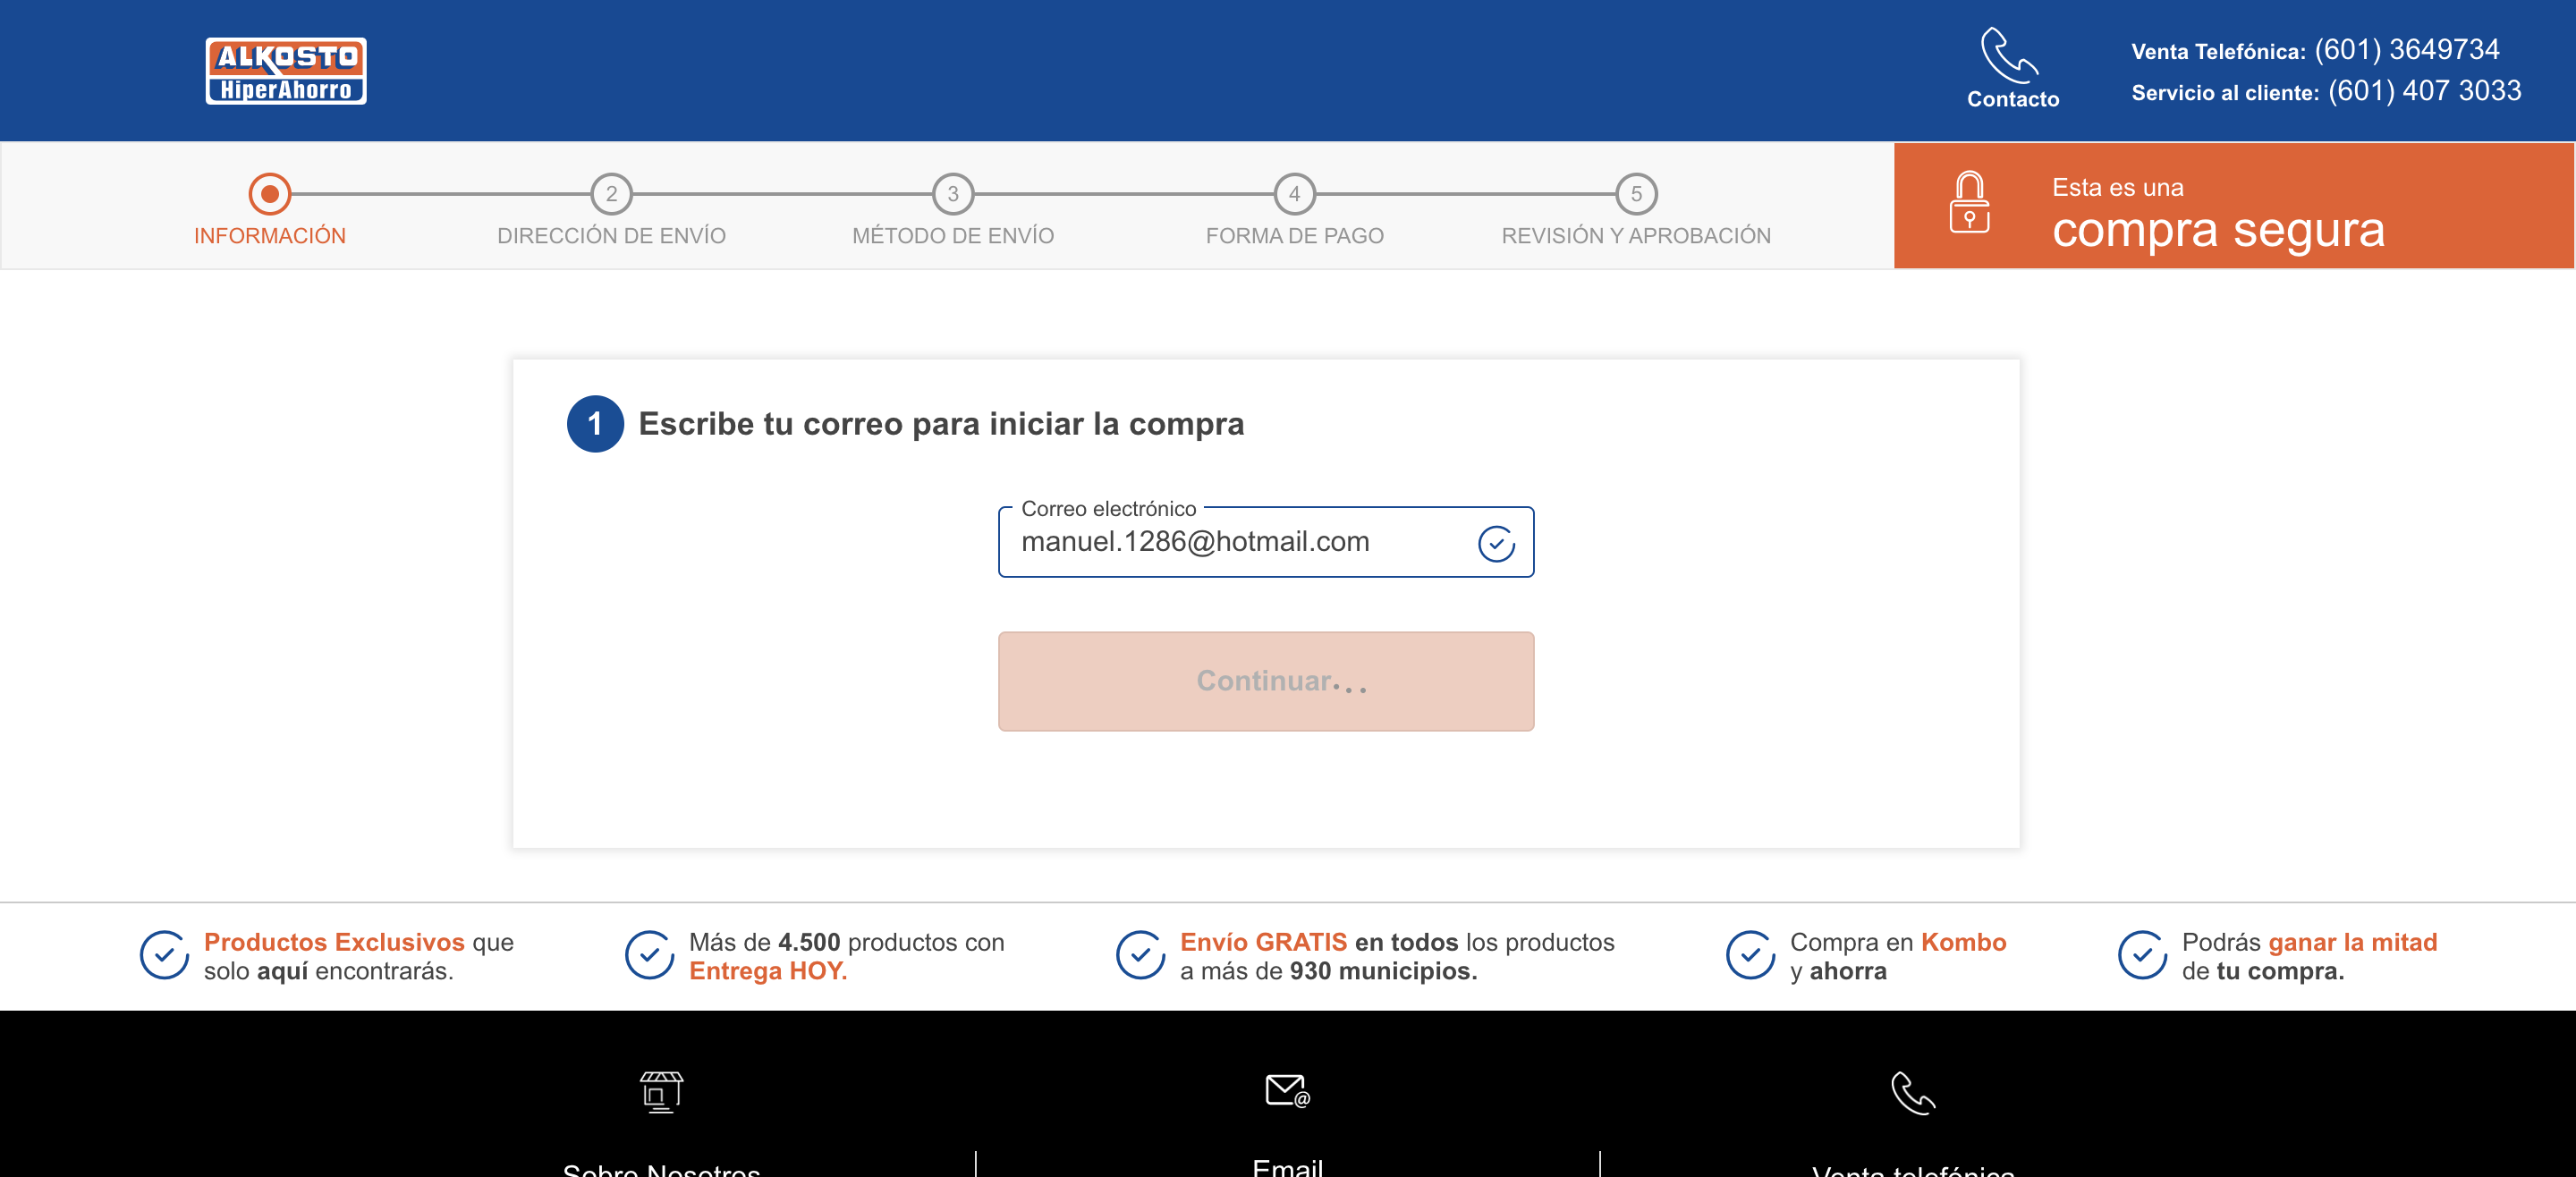 ALKOSTO
HiperAhorro
Contacto
Venta Telefónica: (601) 3649734
Servicio al cliente: (601) 407 3033
2
3
4
5
INFORMACIÓN
DIRECCIÓN DE ENVÍO
MÉTODO DE ENVÍO
FORMA DE PAGO
REVISIÓN Y APROBACIÓN
Esta es una
compra segura
1 Escribe tu correo para iniciar la compra
Correo electrónico
manuel.1286@hotmail.com
Continuar...
Productos Exclusivos que
solo aquí encontrarás.
Más de 4.500 productos con
Entrega HOY.
Envío GRATIS en todos los productos
a más de 930 municipios.
Compra en Kombo
y ahorra
Podrás ganar la mitad
de tu compra.
Sobre Nosotros
Email
Venta telefónica